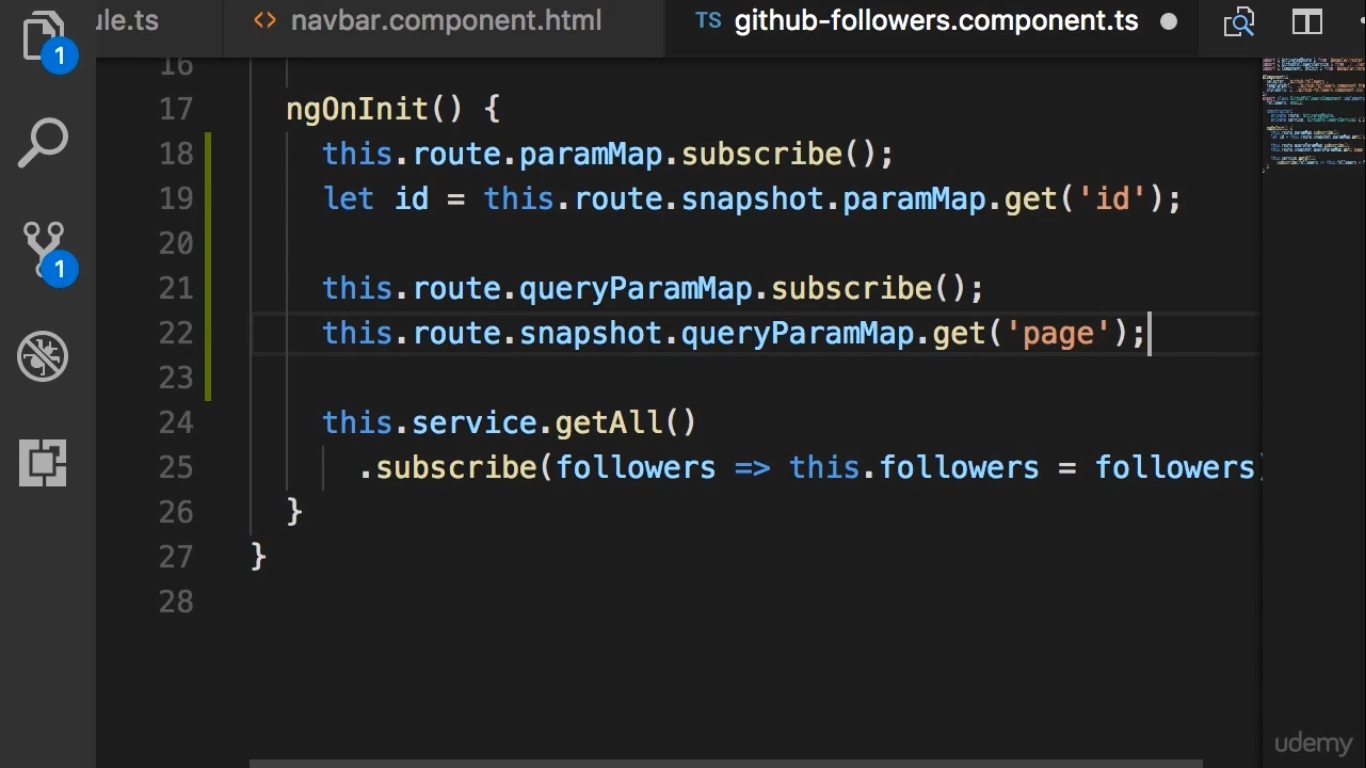 ule.ts <> navbar.component.html TS github-followers.component.ts
1
1
16
17 ngOnInit() {
18 this.route.paramMap.subscribe();
19 let id = this.route.snapshot.paramMap.get('id');
20
21 this.route.queryParamMap.subscribe();
22 this.route.snapshot.queryParamMap.get('page');
23
24 this.service.getAll()
25 .subscribe(followers => this.followers = followers)
26 }
27 }
28
udemy